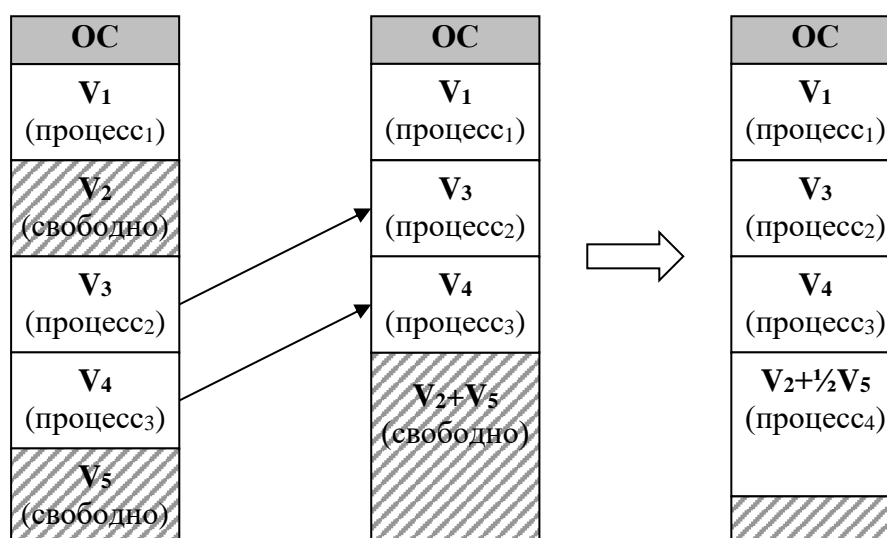 ОС
V₁
(процесс₁)
V₂
(свободно)
V₃
(процесс₂)
V₄
(процесс₃)
V₅
(свободно)
ОС
V₁
(процесс₁)
V₃
(процесс₂)
V₄
(процесс₃)
V₂+V₅
(свободно)
ОС
V₁
(процесс₁)
V₃
(процесс₂)
V₄
(процесс₃)
V₂+½V₅
(процесс₄)